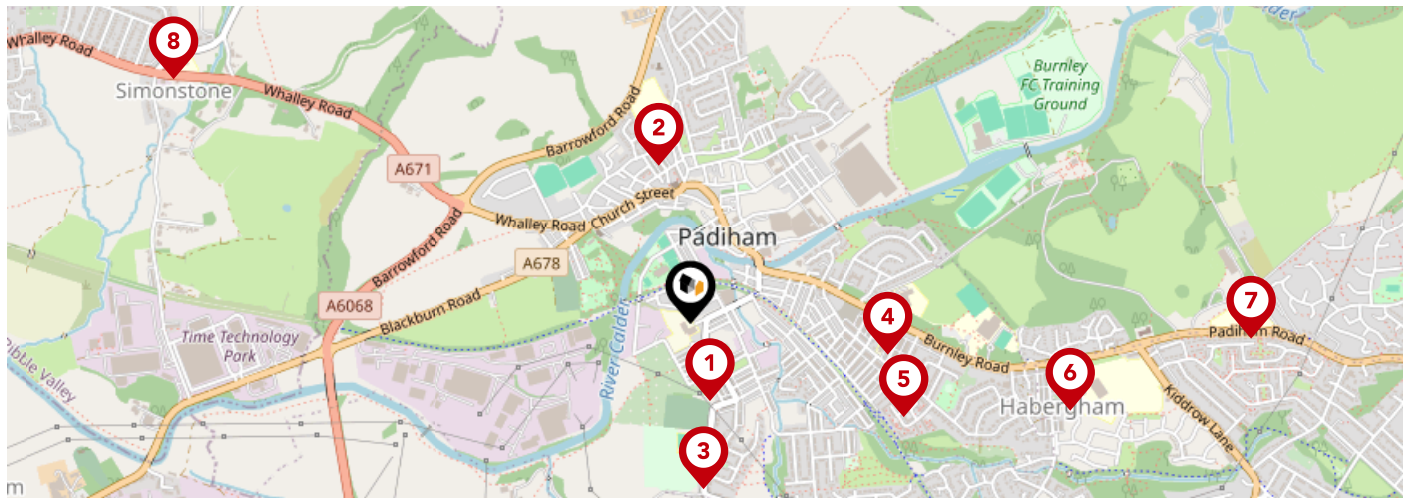 Calder
Whalley Road
8
Simonstone
Whalley Road
Burnley
FC Training
Ground
Barrowford Road
2
A671
Whalley Road
Church Street
Padiham
A678
Barrowford Road
A6068
Blackburn Road
Time Technology
Park
River Calder
7
4
Padiham Road
Burnley Road
1
5
6
Habergham
Kiddrow Lane
3
Ribble Valley
m